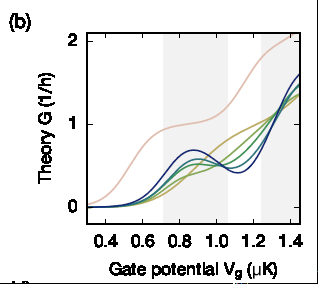 (b)
2
1
0
Theory G (1/h)
0.4 0.6 0.8 1.0 1.2 1.4
Gate potential Vg (μK)